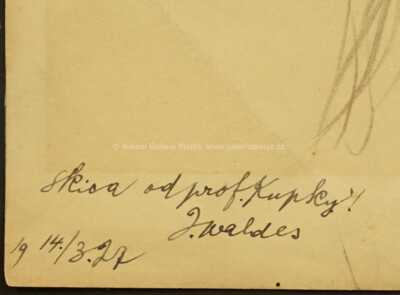 skica od prof. Kupky!
J. Waldes
19 14./3. 27